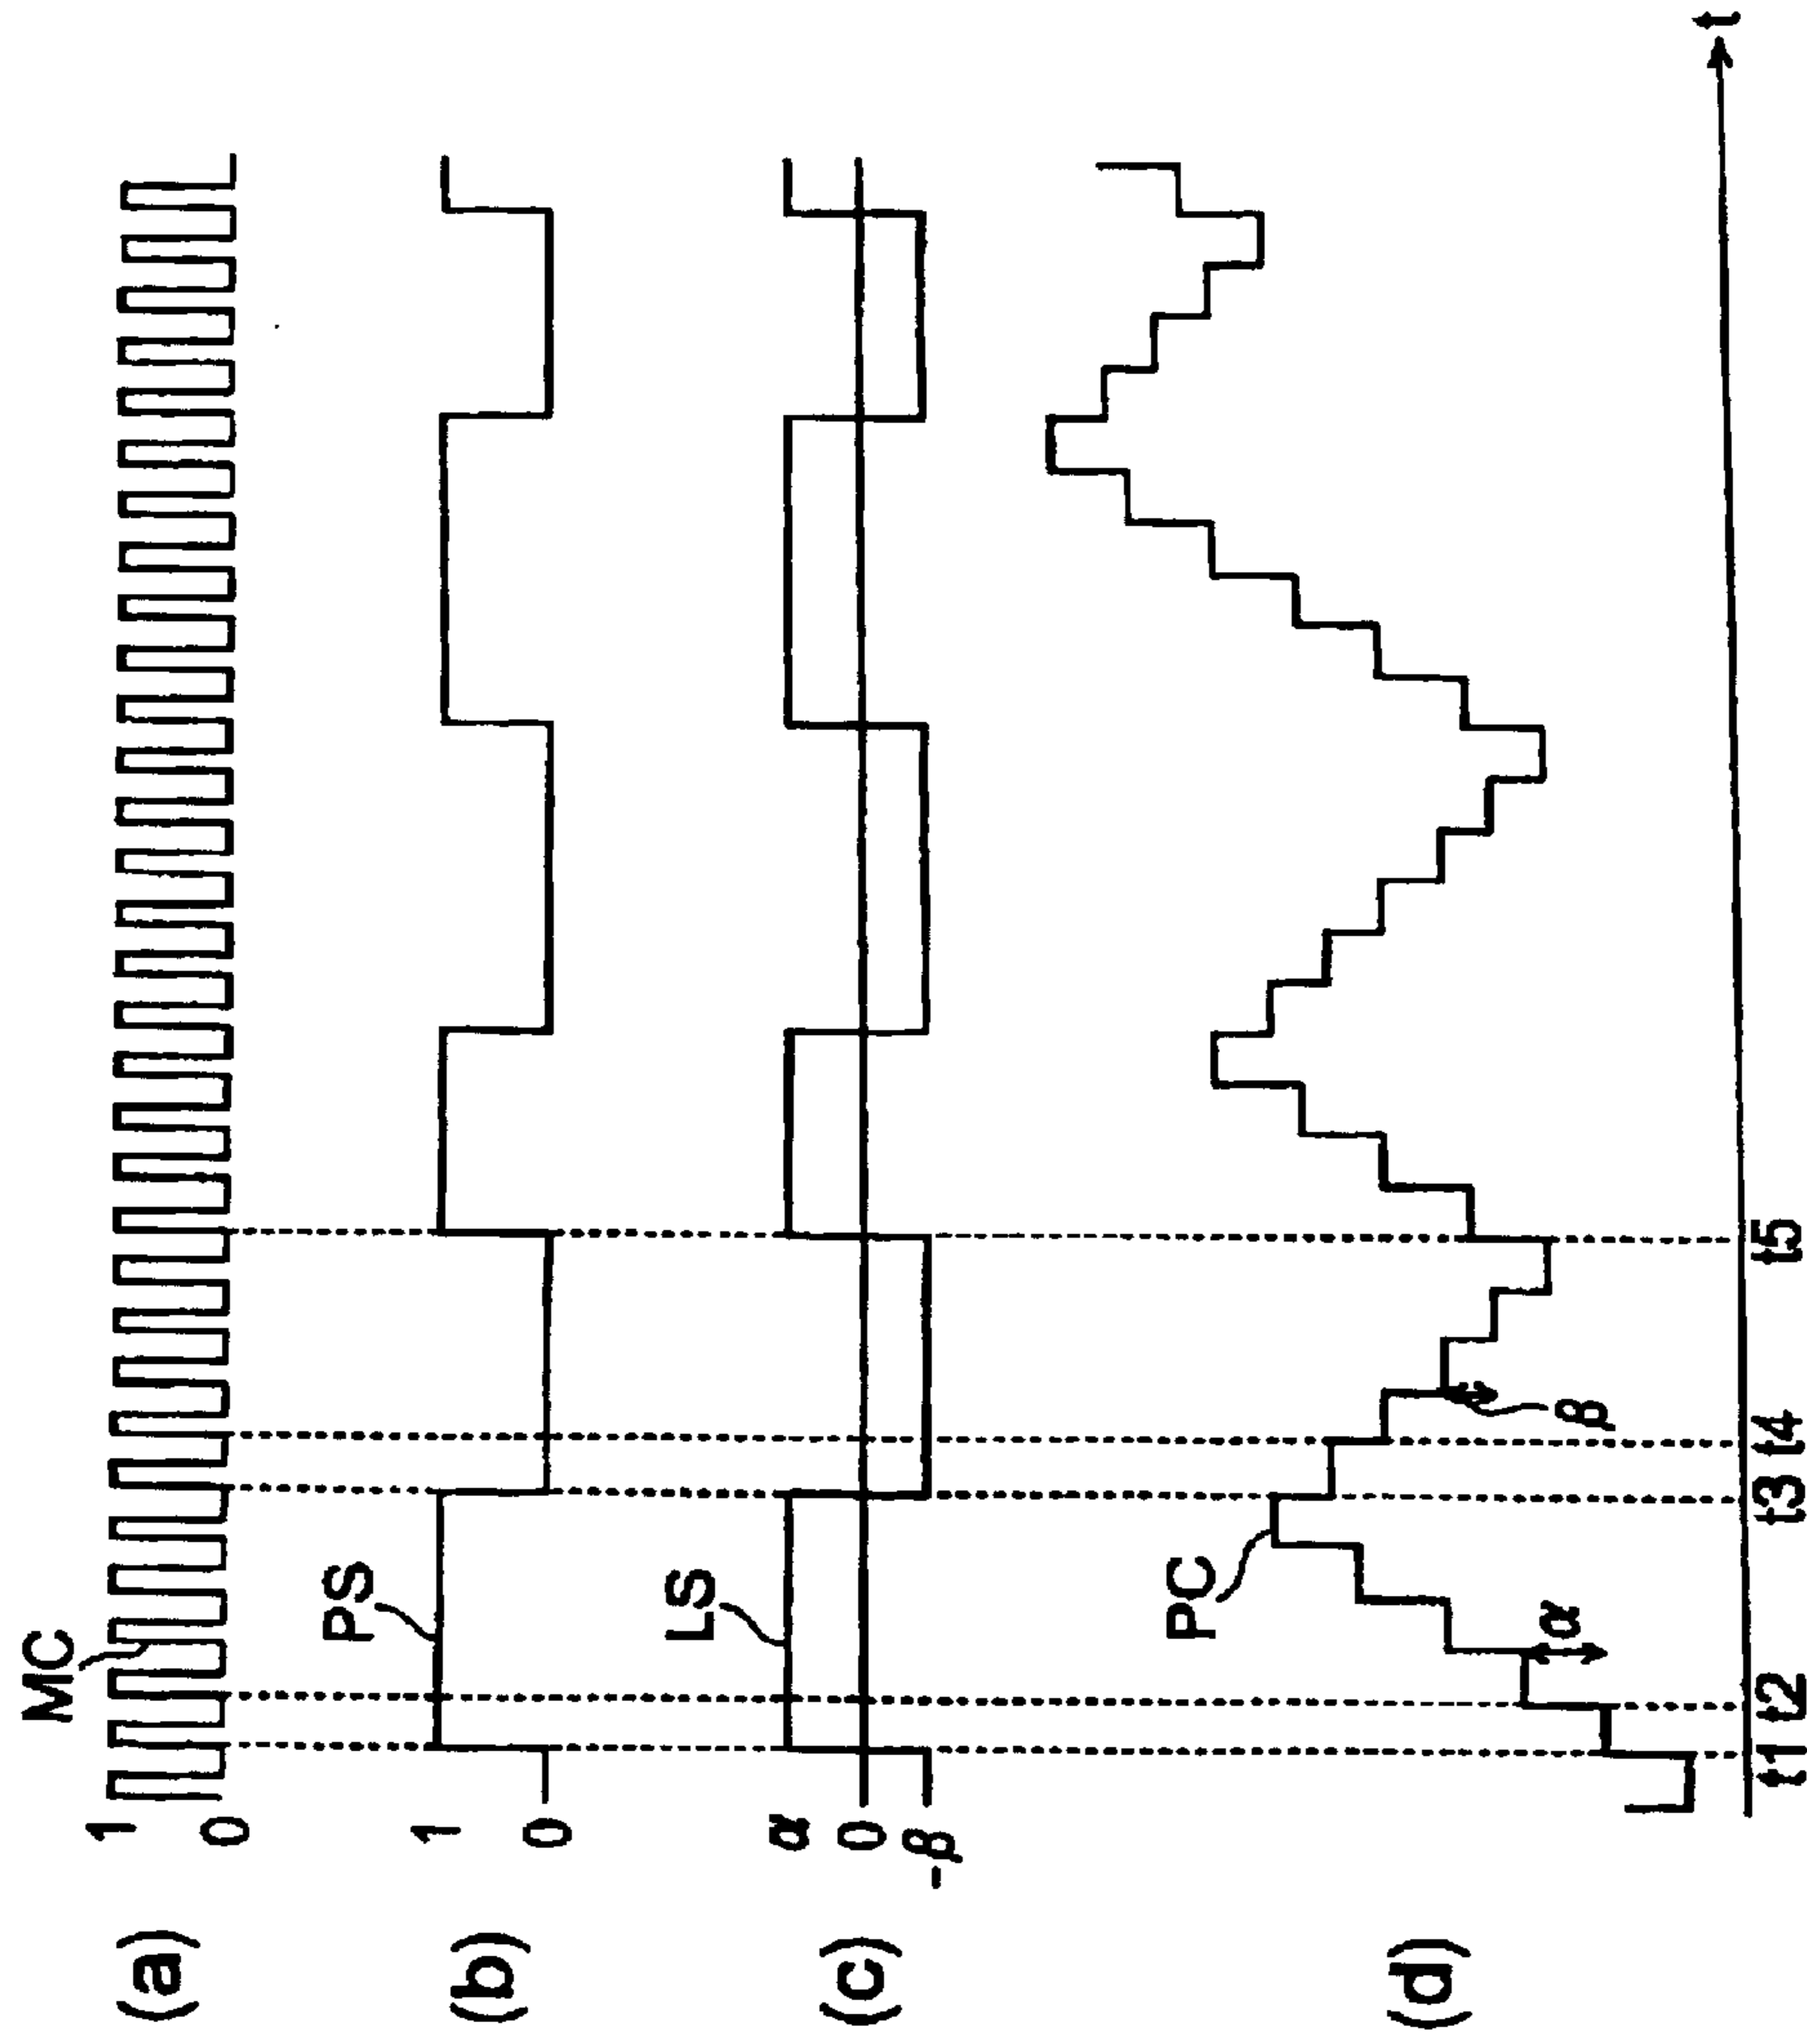 (a)
1
0
MC
(b)
1
0
PS
(c)
α
0
-β
LS
(d)
PC
α
β
t1
t2
t3
t4
t5
t